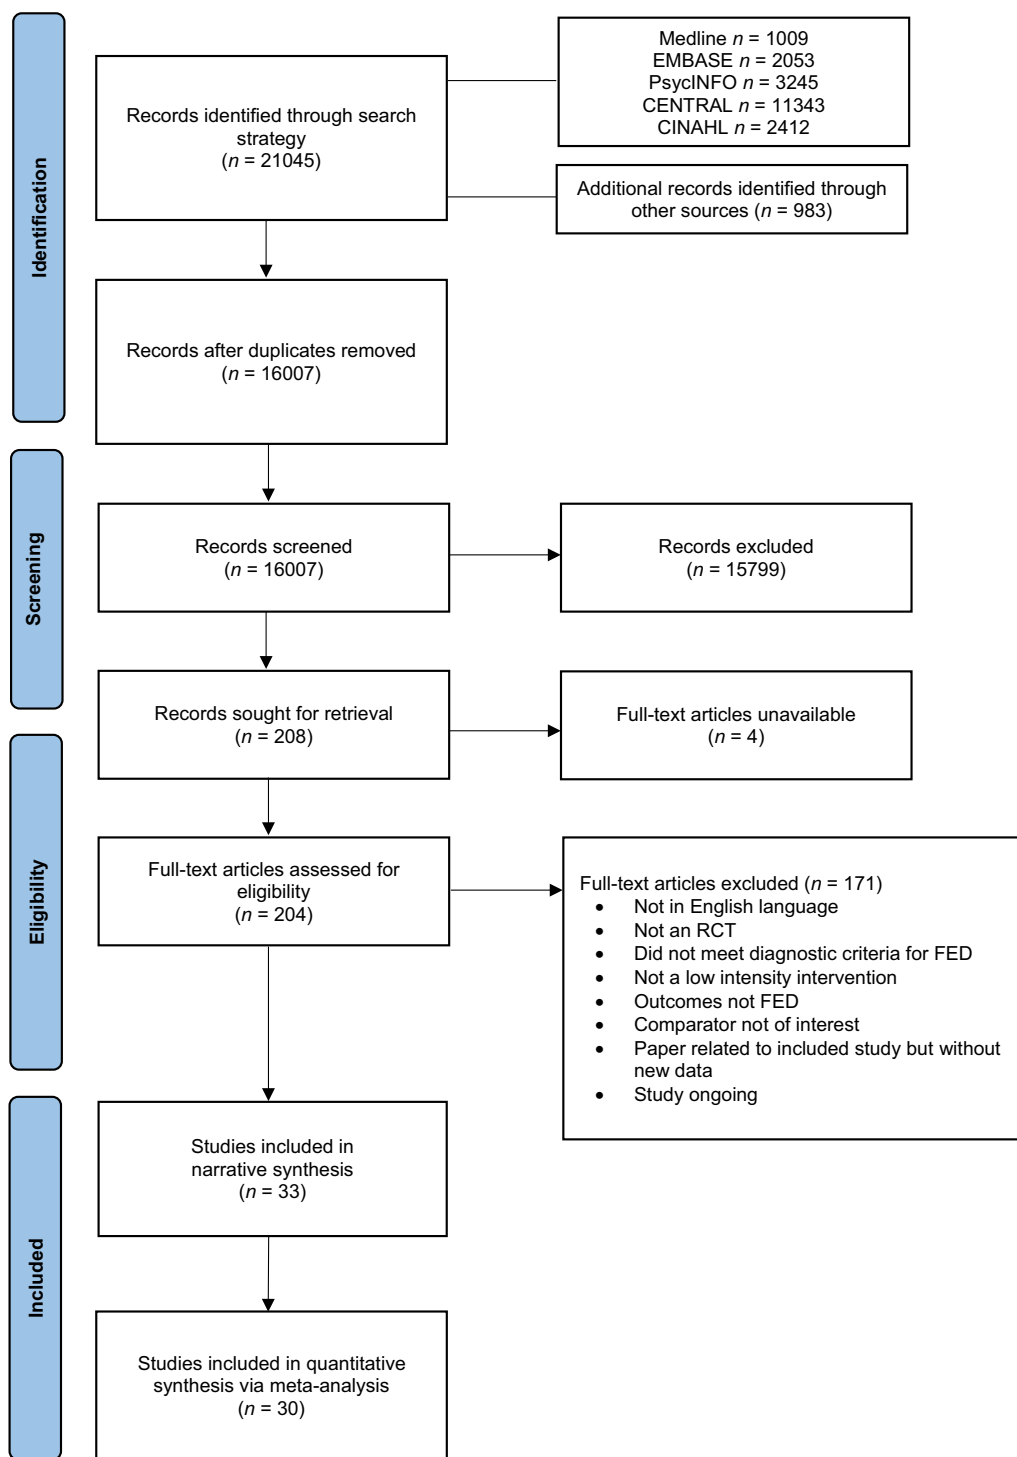 Identification
Records identified through search
strategy
(n = 21045)
Medline n = 1009
EMBASE n = 2053
PsycINFO n = 3245
CENTRAL n = 11343
CINAHL n = 2412
Additional records identified through
other sources (n = 983)
Records after duplicates removed
(n = 16007)
Screening
Records screened
(n = 16007)
Records excluded
(n = 15799)
Records sought for retrieval
(n = 208)
Full-text articles unavailable
(n = 4)
Eligibility
Full-text articles assessed for
eligibility
(n = 204)
Full-text articles excluded (n = 171)
• Not in English language
• Not an RCT
• Did not meet diagnostic criteria for FED
• Not a low intensity intervention
• Outcomes not FED
• Comparator not of interest
• Paper related to included study but without
new data
• Study ongoing
Included
Studies included in
narrative synthesis
(n = 33)
Studies included in quantitative
synthesis via meta-analysis
(n = 30)